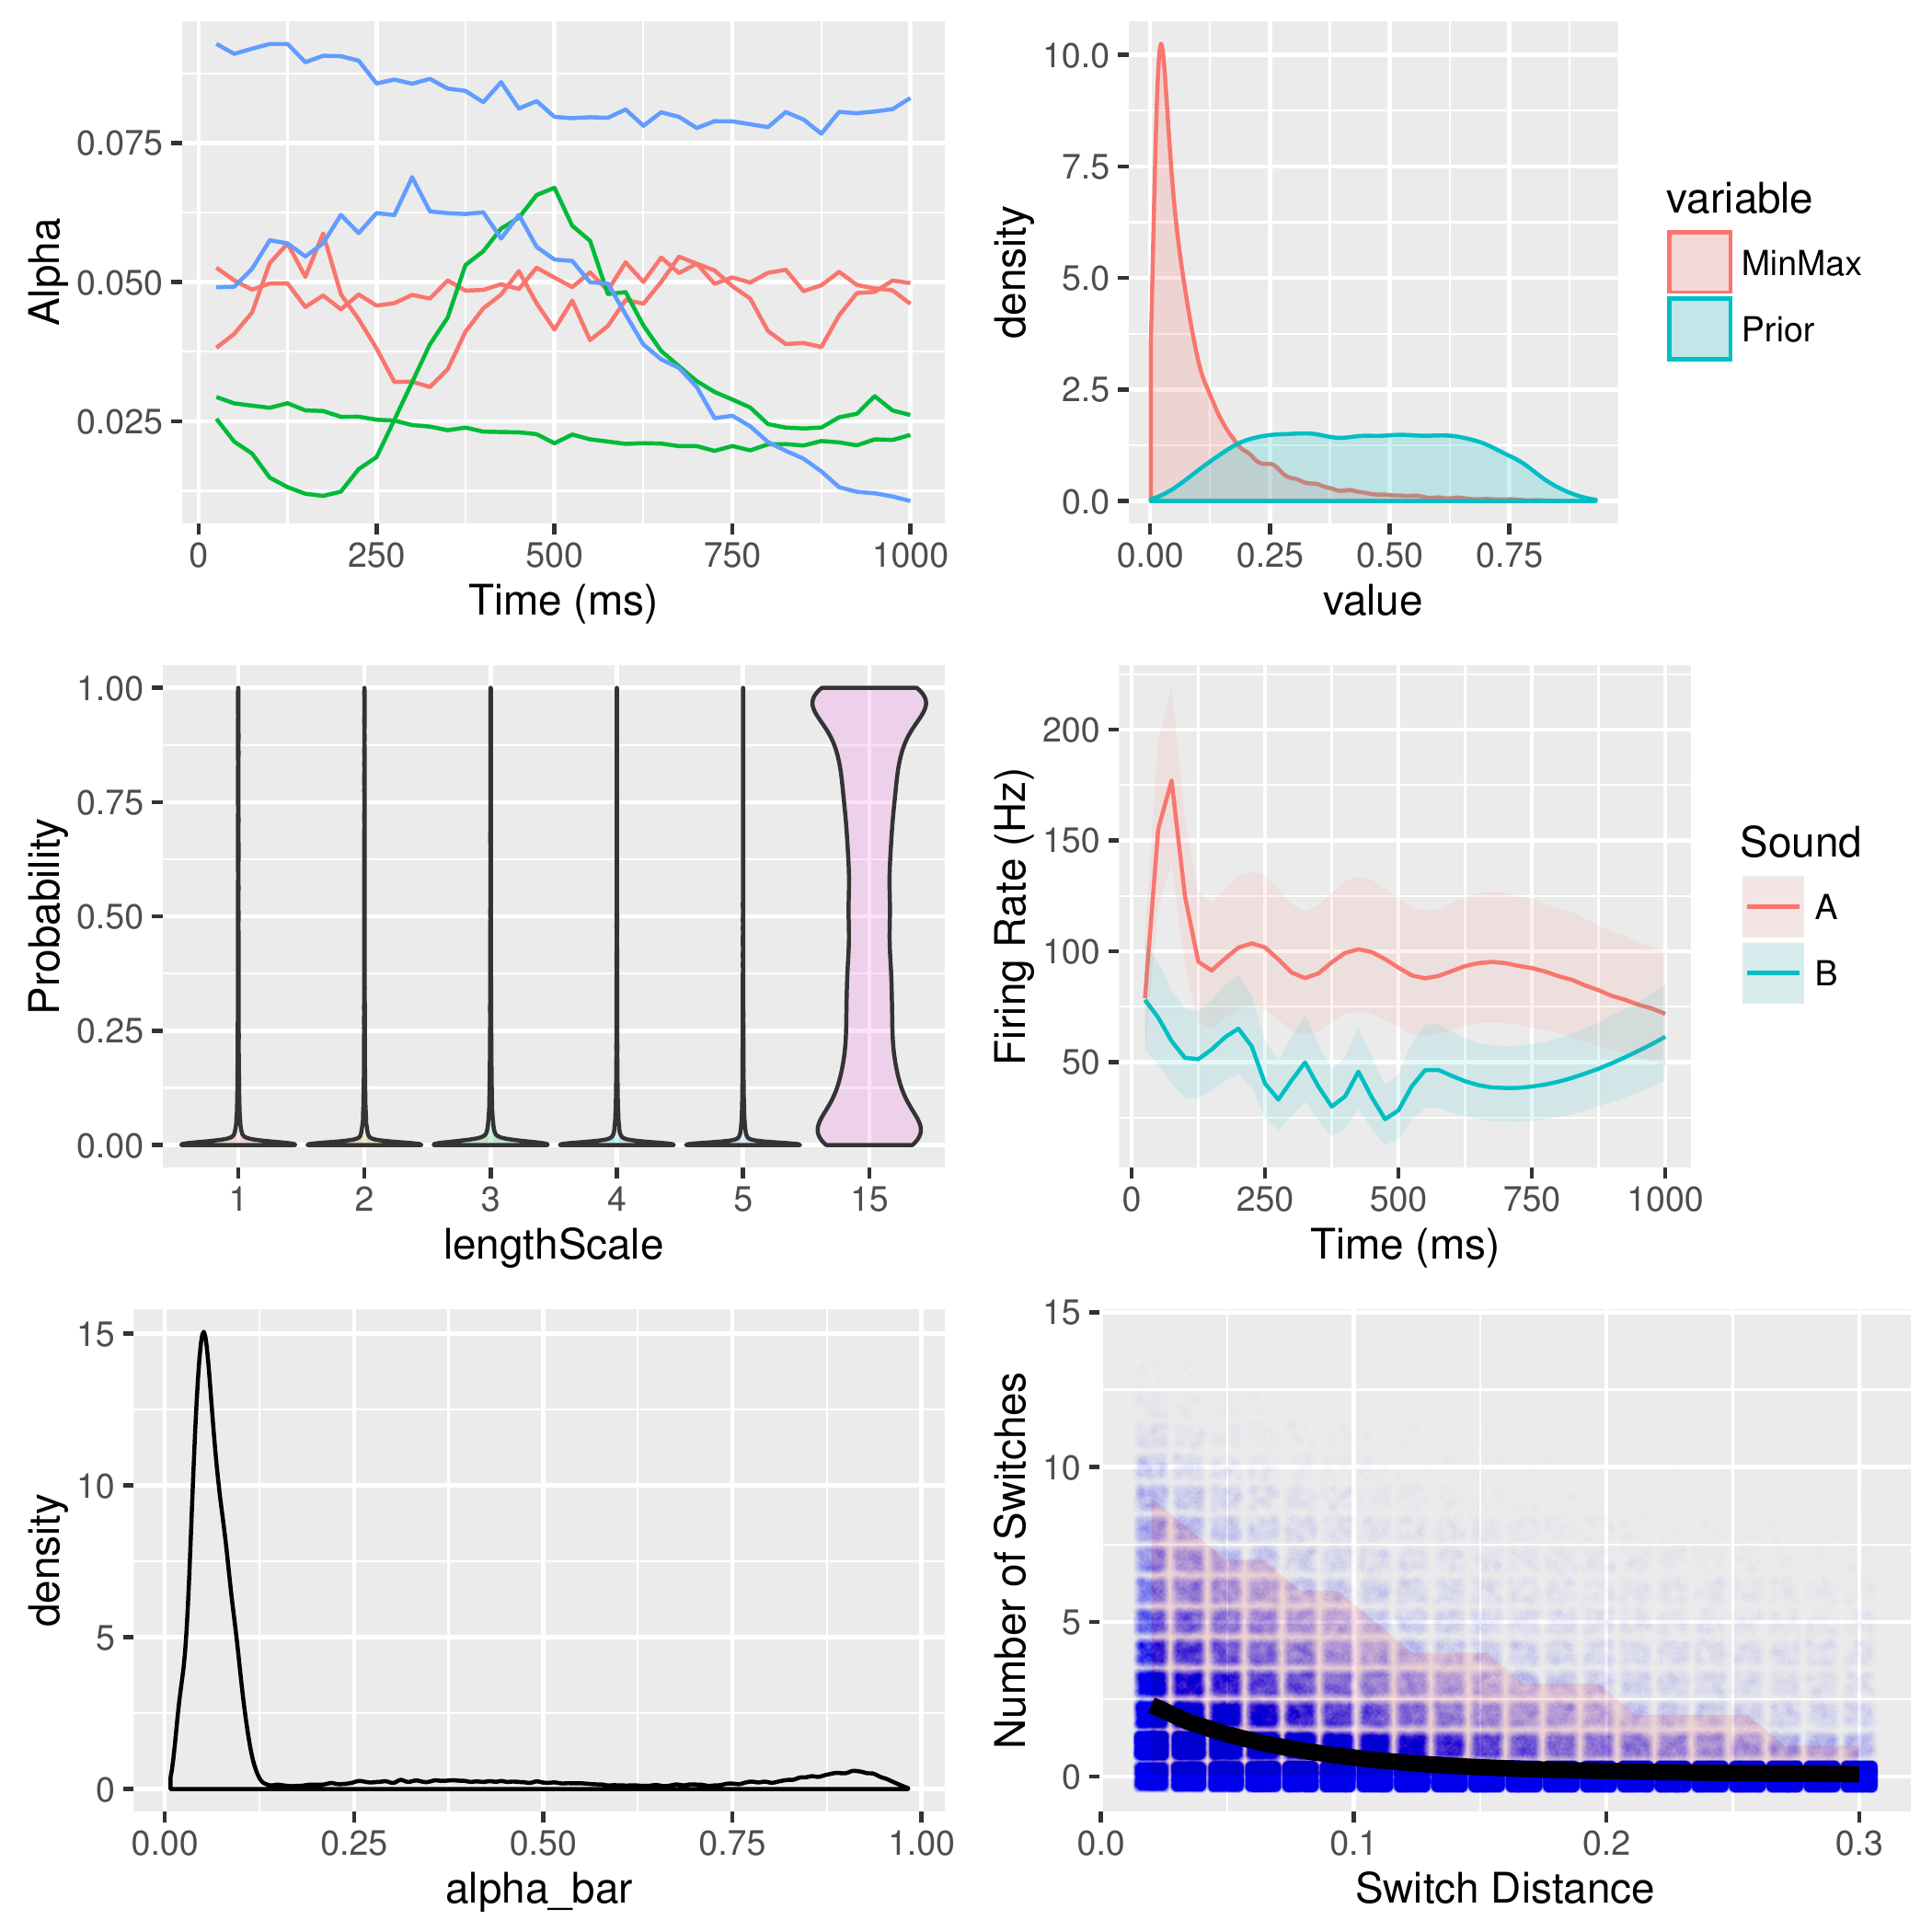 Alpha
0.075
0.050
0.025
0 250 500 750 1000
Time (ms)
density
10.0
7.5
5.0
2.5
0.0
0.00 0.25 0.50 0.75
value
variable
MinMax
Prior
Probability
1.00
0.75
0.50
0.25
0.00
1 2 3 4 5 15
lengthScale
Firing Rate (Hz)
200
150
100
50
0 250 500 750 1000
Time (ms)
Sound
A
B
density
15
10
5
0
0.00 0.25 0.50 0.75 1.00
alpha_bar
Number of Switches
15
10
5
0
0.0 0.1 0.2 0.3
Switch Distance